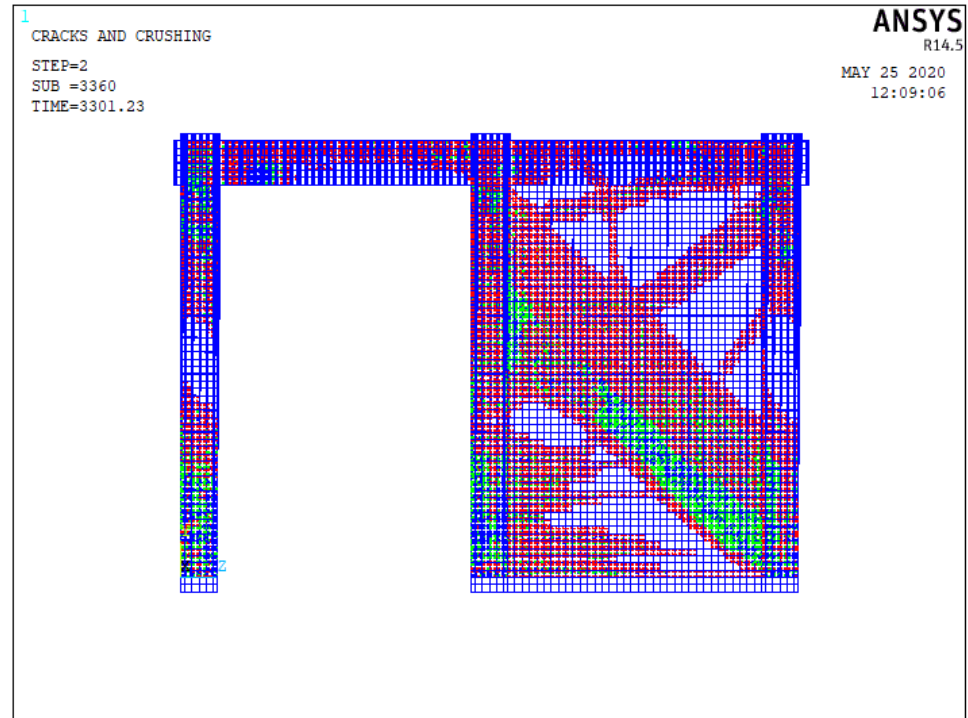 1
CRACKS AND CRUSHING
STEP=2
SUB =3360
TIME=3301.23
ANSYS
R14.5
MAY 25 2020
12:09:06
Z